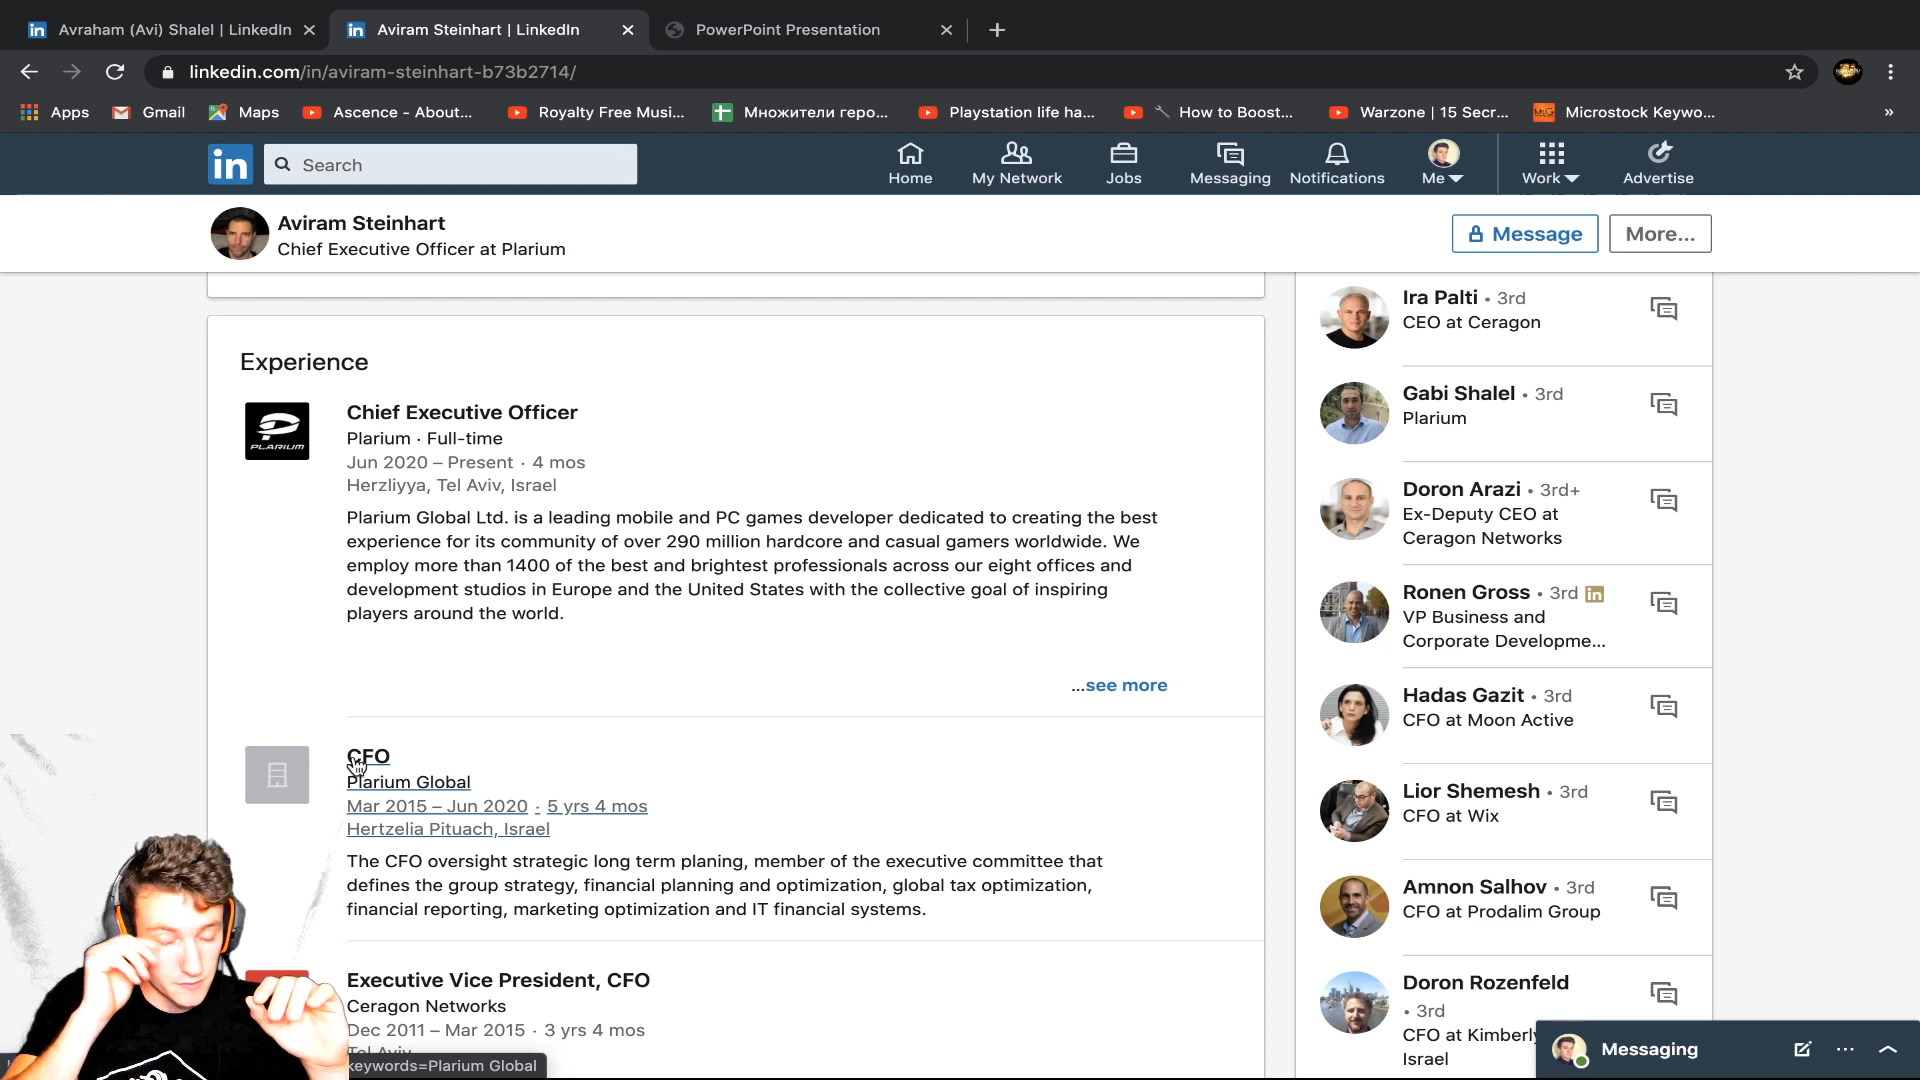 Avraham (Avi) Shalel | LinkedIn
Aviram Steinhart | LinkedIn
PowerPoint Presentation
linkedin.com/in/aviram-steinhart-b73b2714/
Apps
Gmail
Maps
Ascence - About...
Royalty Free Musi...
Множители геро...
Playstation life ha...
How to Boost...
Warzone | 15 Secr...
Microstock Keywo...
»
in
Search
Home
My Network
Jobs
Messaging
Notifications
Me
Work
Advertise
Aviram Steinhart
Chief Executive Officer at Plarium
Message
More...
Experience
PLARIUM
Chief Executive Officer
Plarium · Full-time
Jun 2020 – Present · 4 mos
Herzliyya, Tel Aviv, Israel
Plarium Global Ltd. is a leading mobile and PC games developer dedicated to creating the best
experience for its community of over 290 million hardcore and casual gamers worldwide. We
employ more than 1400 of the best and brightest professionals across our eight offices and
development studios in Europe and the United States with the collective goal of inspiring
players around the world.
...see more
CFO
Plarium Global
Mar 2015 – Jun 2020 · 5 yrs 4 mos
Hertzelia Pituach, Israel
The CFO oversight strategic long term planing, member of the executive committee that
defines the group strategy, financial planning and optimization, global tax optimization,
financial reporting, marketing optimization and IT financial systems.
Executive Vice President, CFO
Ceragon Networks
Dec 2011 – Mar 2015 · 3 yrs 4 mos
Tel Aviv
keywords=Plarium Global
Ira Palti • 3rd
CEO at Ceragon
Gabi Shalel • 3rd
Plarium
Doron Arazi • 3rd+
Ex-Deputy CEO at
Ceragon Networks
Ronen Gross • 3rd in
VP Business and
Corporate Developme...
Hadas Gazit • 3rd
CFO at Moon Active
Lior Shemesh • 3rd
CFO at Wix
Amnon Salhov • 3rd
CFO at Prodalim Group
Doron Rozenfeld
• 3rd
CFO at Kimberly
Israel
Messaging